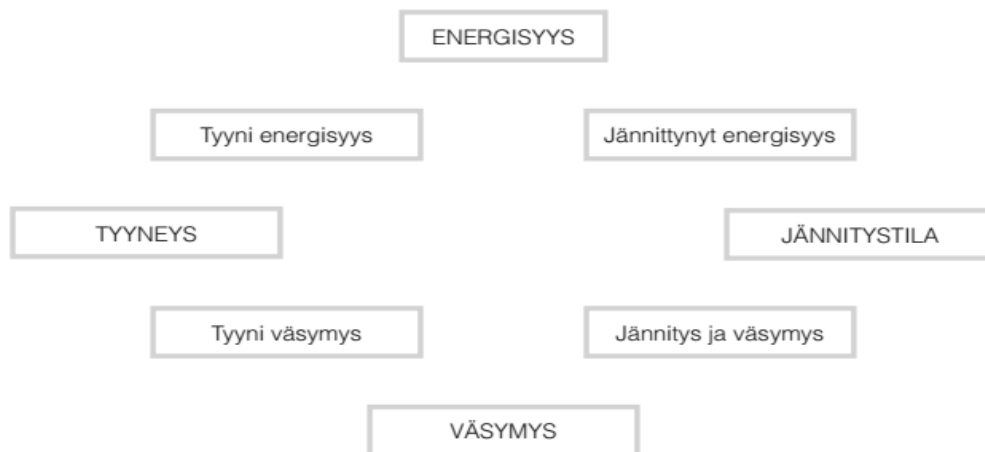 ENERGISYYS
Tyyni energisyys
Jännittynyt energisyys
TYYNEYS
JÄNNITYSTILA
Tyyni väsymys
Jännitys ja väsymys
VÄSYMYS